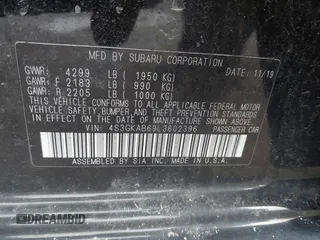 MFD BY SUBARU CORPORATION DATE: 11/19
GVWR: 4299 LB ( 1950 KG)
GAWR: F 2183 LB ( 990 KG)
GAWR: R 2205 LB ( 1000 KG)
THIS VEHICLE CONFORMS TO ALL APPLICABLE FEDERAL MOTOR
VEHICLE SAFETY, BUMPER, AND THEFT PREVENTION STANDARDS
IN EFFECT ON THE DATE OF MANUFACTURE SHOWN ABOVE.
VIN: 4S3GKAB69L3602396 PASSENGER CAR
ASSEMBLED BY SIA INC., U.S.A.
DREAMBID